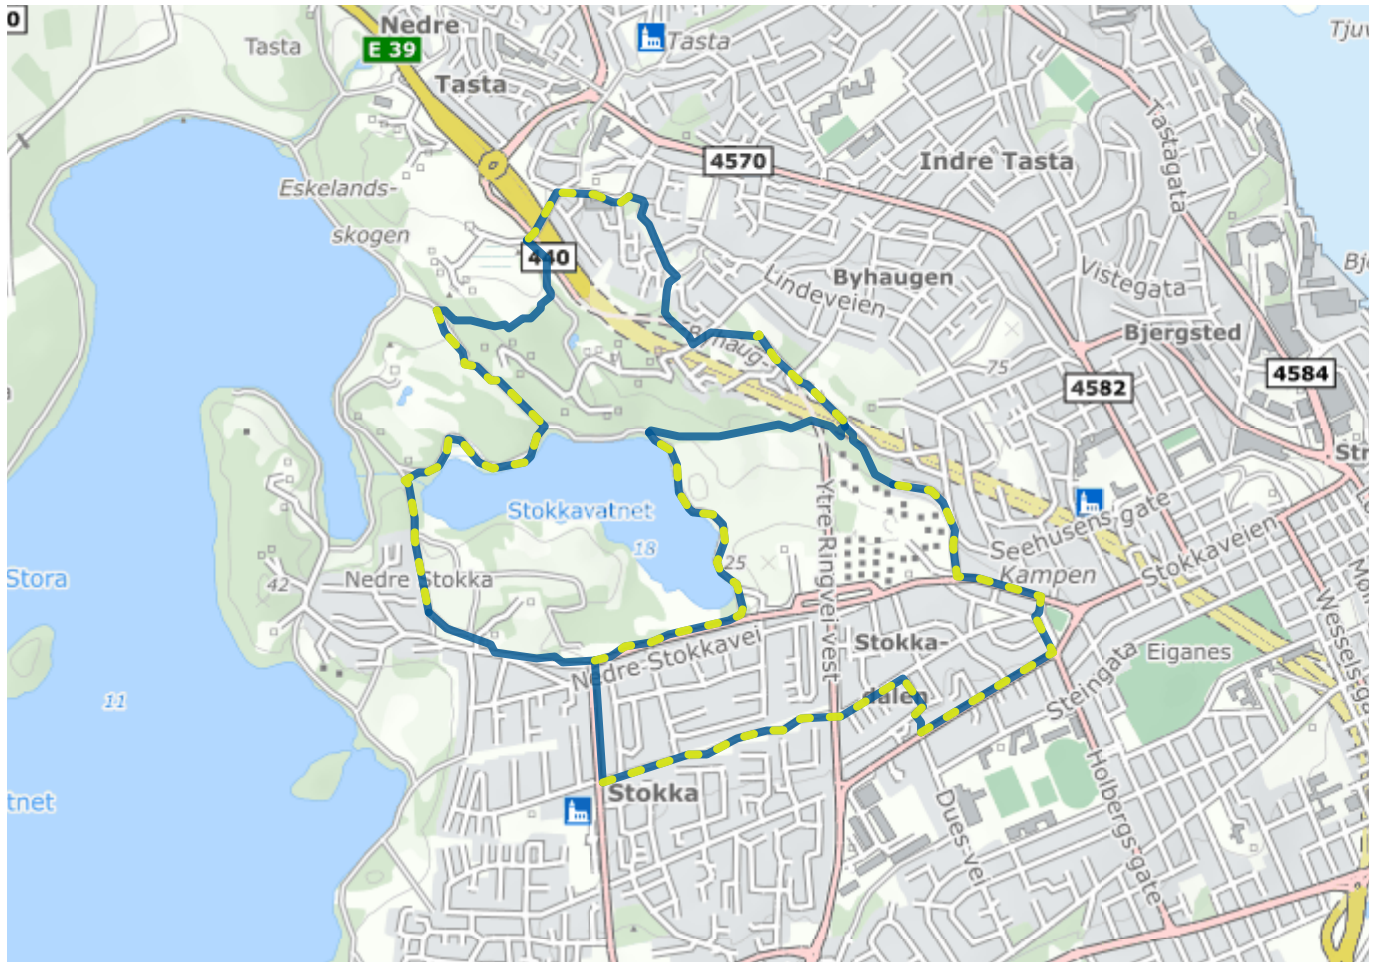 0
Nedre
Tasta
E 39
Tasta
Tasta
4570
Indre Tasta
Tastagata
Eskelands-
skogen
440
Lindeveien
Byhaugen
Vistegata
Bjergsted
75
4582
4584
Ytre-Ringvei-vest
Stokkavatnet
18
25
Seehusens-gate
Kampen
Stokkaveien
Nedre Stokka
42
Stora
11
tnet
Nedre-Stokkavei
Stokka-
dalen
Steingata
Eiganes
Stokka
Dues-vei
Holbergs-gate